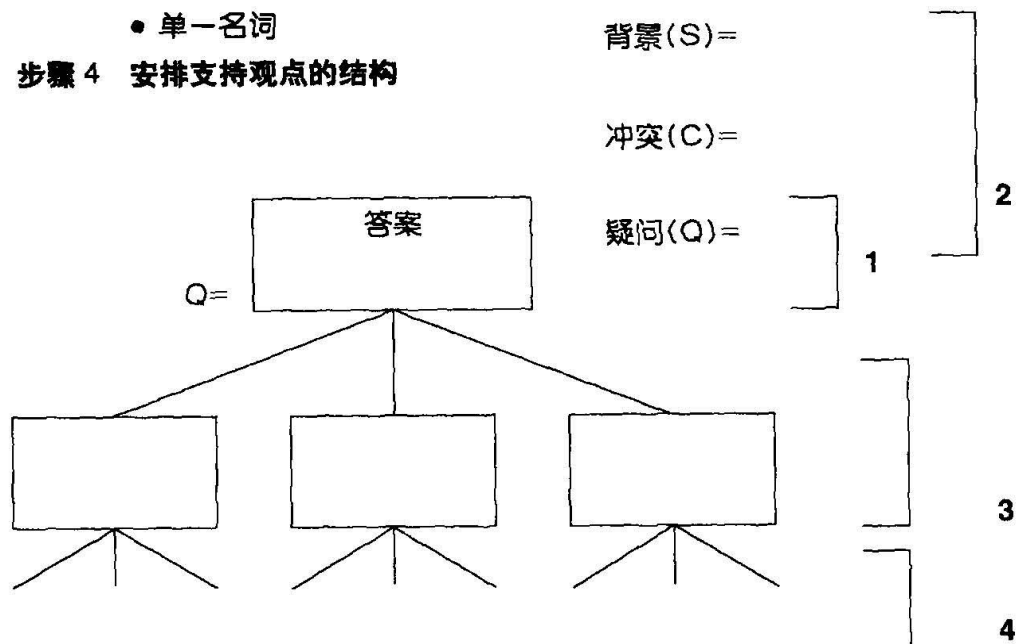 • 单一名词
步骤 4 安排支持观点的结构
背景(S)=
冲突(C)=
疑问(Q)=
答案
Q=
1
2
3
4